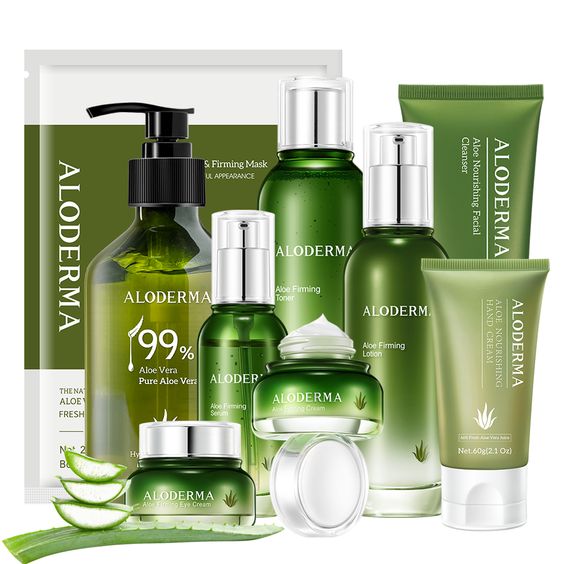 ALODERMA
& Firming Mask
UL APPEARANCE
THE NAT
ALOE V
FRESH
Net. 2
ALODERMA
99%
Aloe Vera
Pure Aloe Vera
ALODERMA
Aloe Firming
Serum
ALODERMA
Aloe Firming
Toner
ALODERMA
Aloe Firming
Lotion
ALODERMA
Aloe Nourishing Facial
Cleanser
ALODERMA
ALOE NOURISHING
HAND CREAM
Net.60g(2.1 Oz)
ALODERMA
Aloe Firming Cream
ALODERMA
Aloe Firming Eye Cream